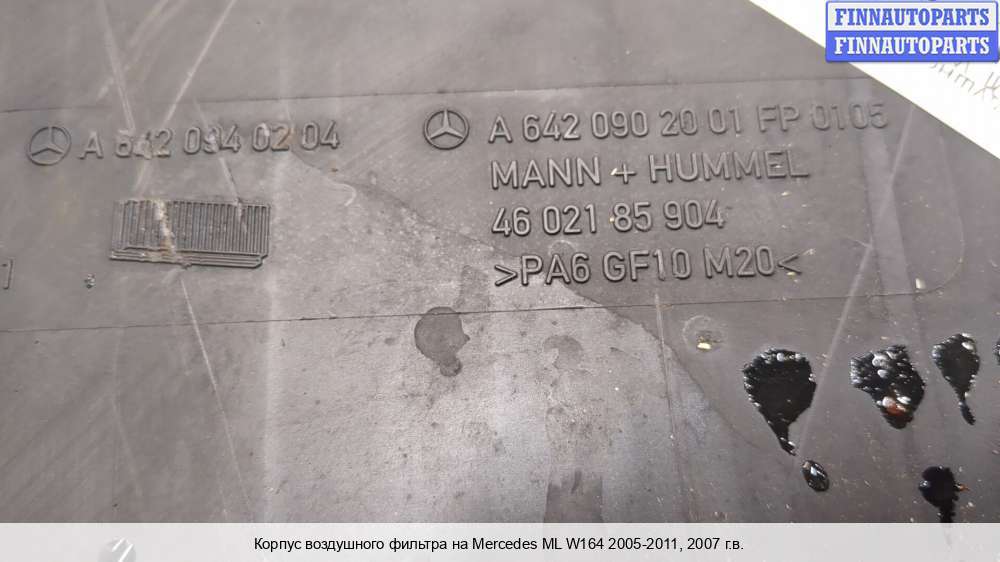 FINNAUTOPARTS
FINNAUTOPARTS
A 642 094 02 04
A 642 090 20 01 FP 0105
MANN + HUMMEL
46 021 85 904
>PA6 GF10 M20<
1
Корпус воздушного фильтра на Mercedes ML W164 2005-2011, 2007 г.в.